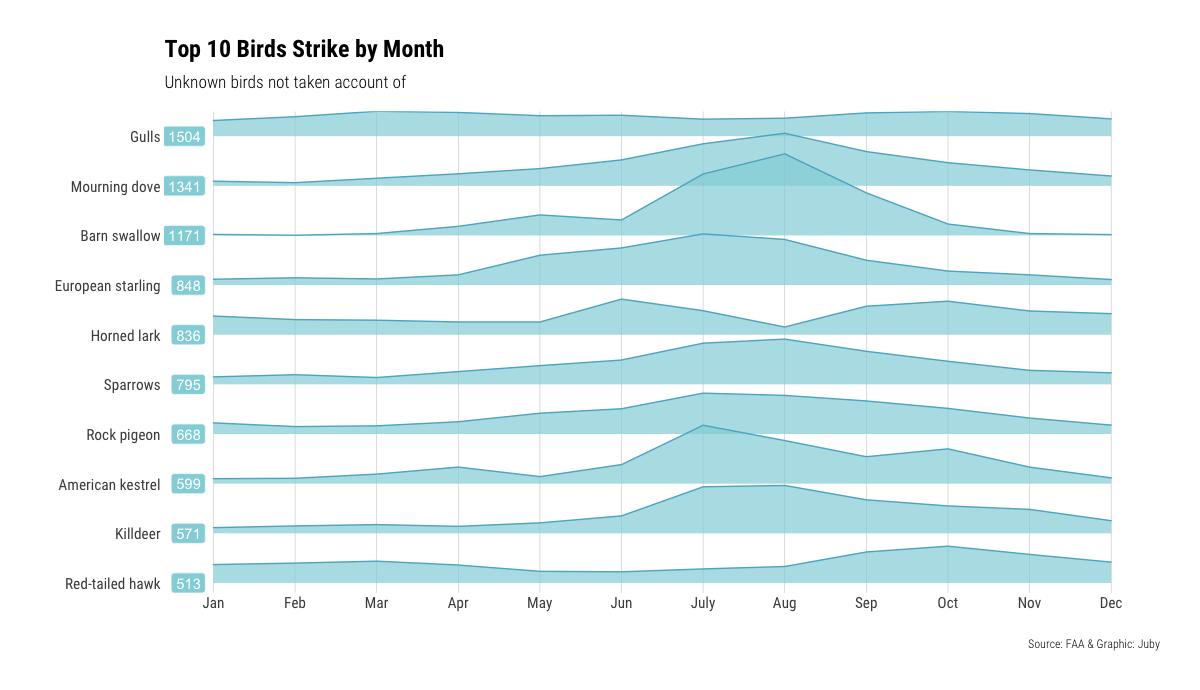 Top 10 Birds Strike by Month
Unknown birds not taken account of
Gulls 1504
Mourning dove 1341
Barn swallow 1171
European starling 848
Horned lark 836
Sparrows 795
Rock pigeon 668
American kestrel 599
Killdeer 571
Red-tailed hawk 513
Jan Feb Mar Apr May Jun July Aug Sep Oct Nov Dec
Source: FAA & Graphic: Juby